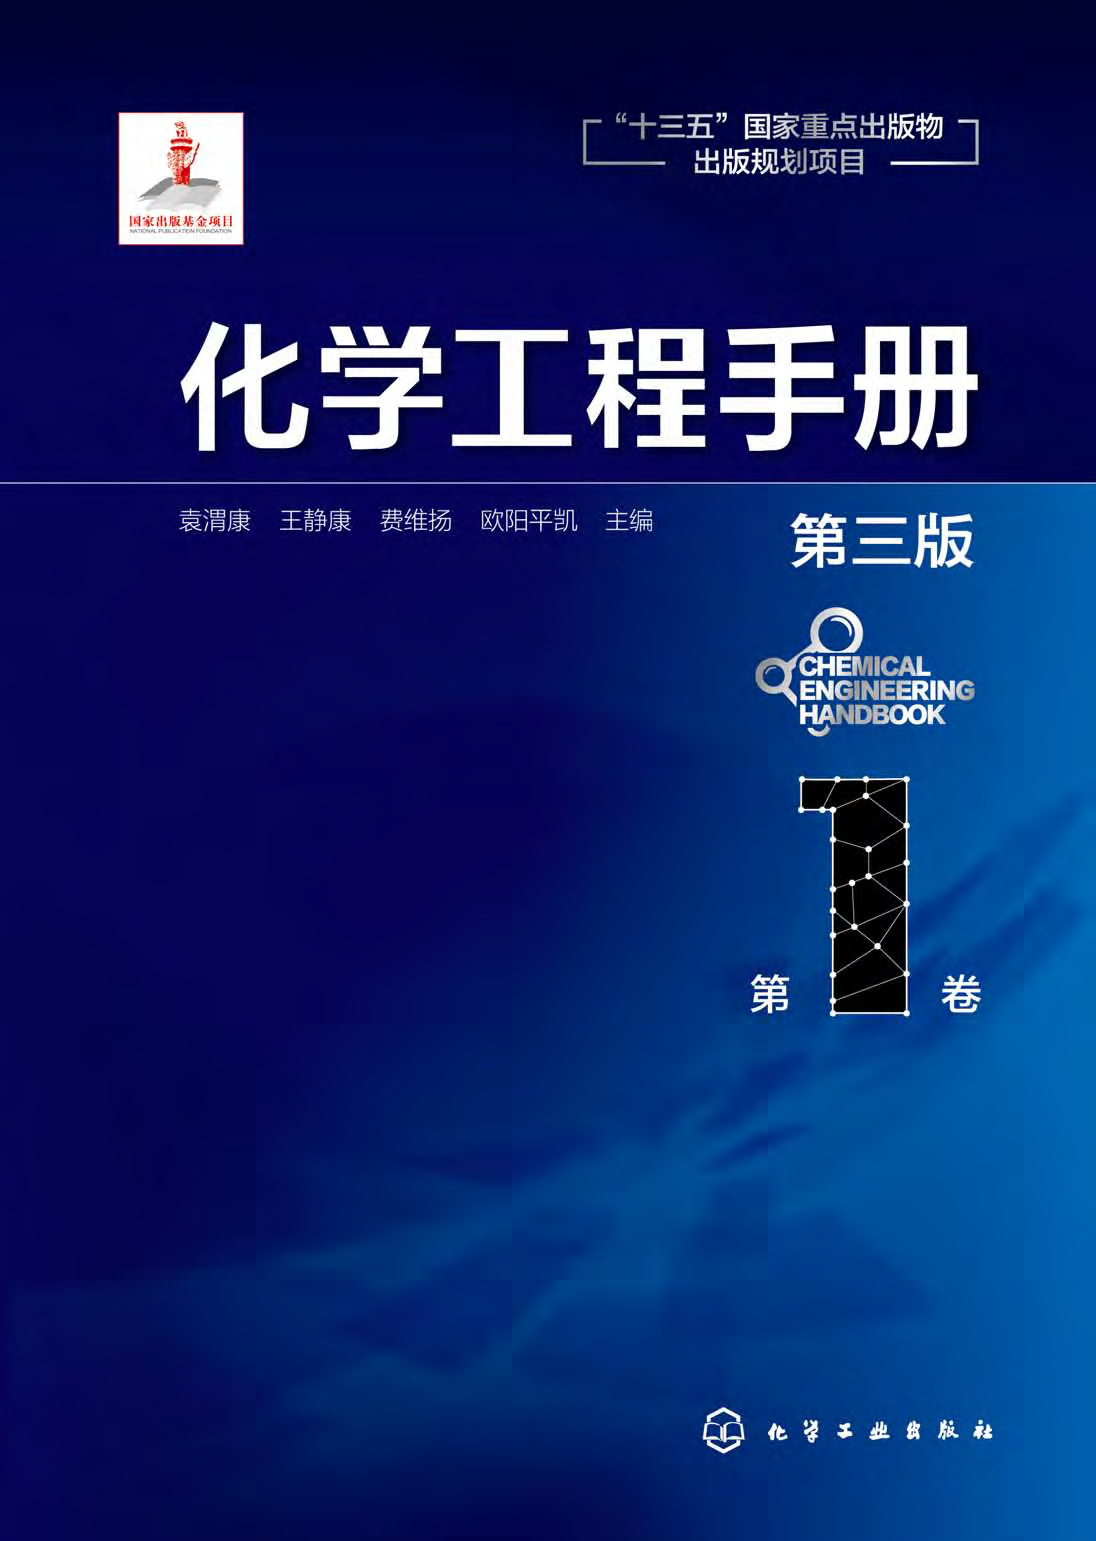 国家出版基金项目
NATIONAL PUBLICATION FOUNDATION
“十三五”国家重点出版物
出版规划项目
化学工程手册
袁渭康 王静康 费维扬 欧阳平凯 主编
第三版
CHEMICAL
ENGINEERING
HANDBOOK
第1卷
化学工业出版社